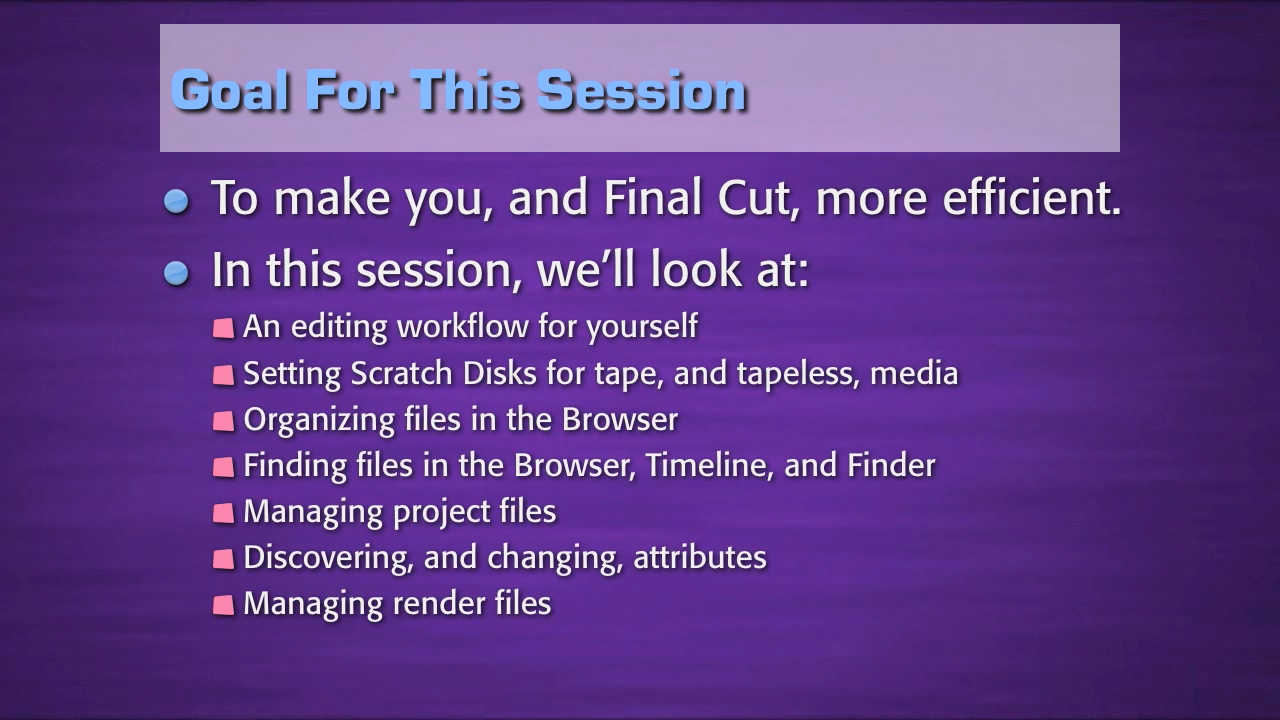 Goal For This Session
To make you, and Final Cut, more efficient.
In this session, we’ll look at:
An editing workflow for yourself
Setting Scratch Disks for tape, and tapeless, media
Organizing files in the Browser
Finding files in the Browser, Timeline, and Finder
Managing project files
Discovering, and changing, attributes
Managing render files